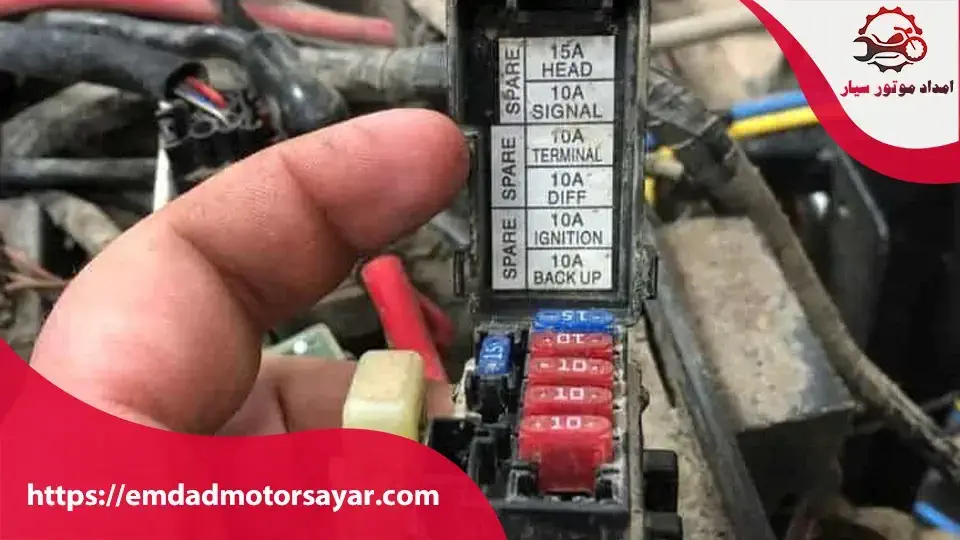 امداد موتور سیار
SPARE
15A
HEAD
10A
SIGNAL
SPARE
10A
TERMINAL
10A
DIFF
SPARE
10A
IGNITION
10A
BACK UP
15
15
10
10
10
10
https://emdadmotorsayar.com